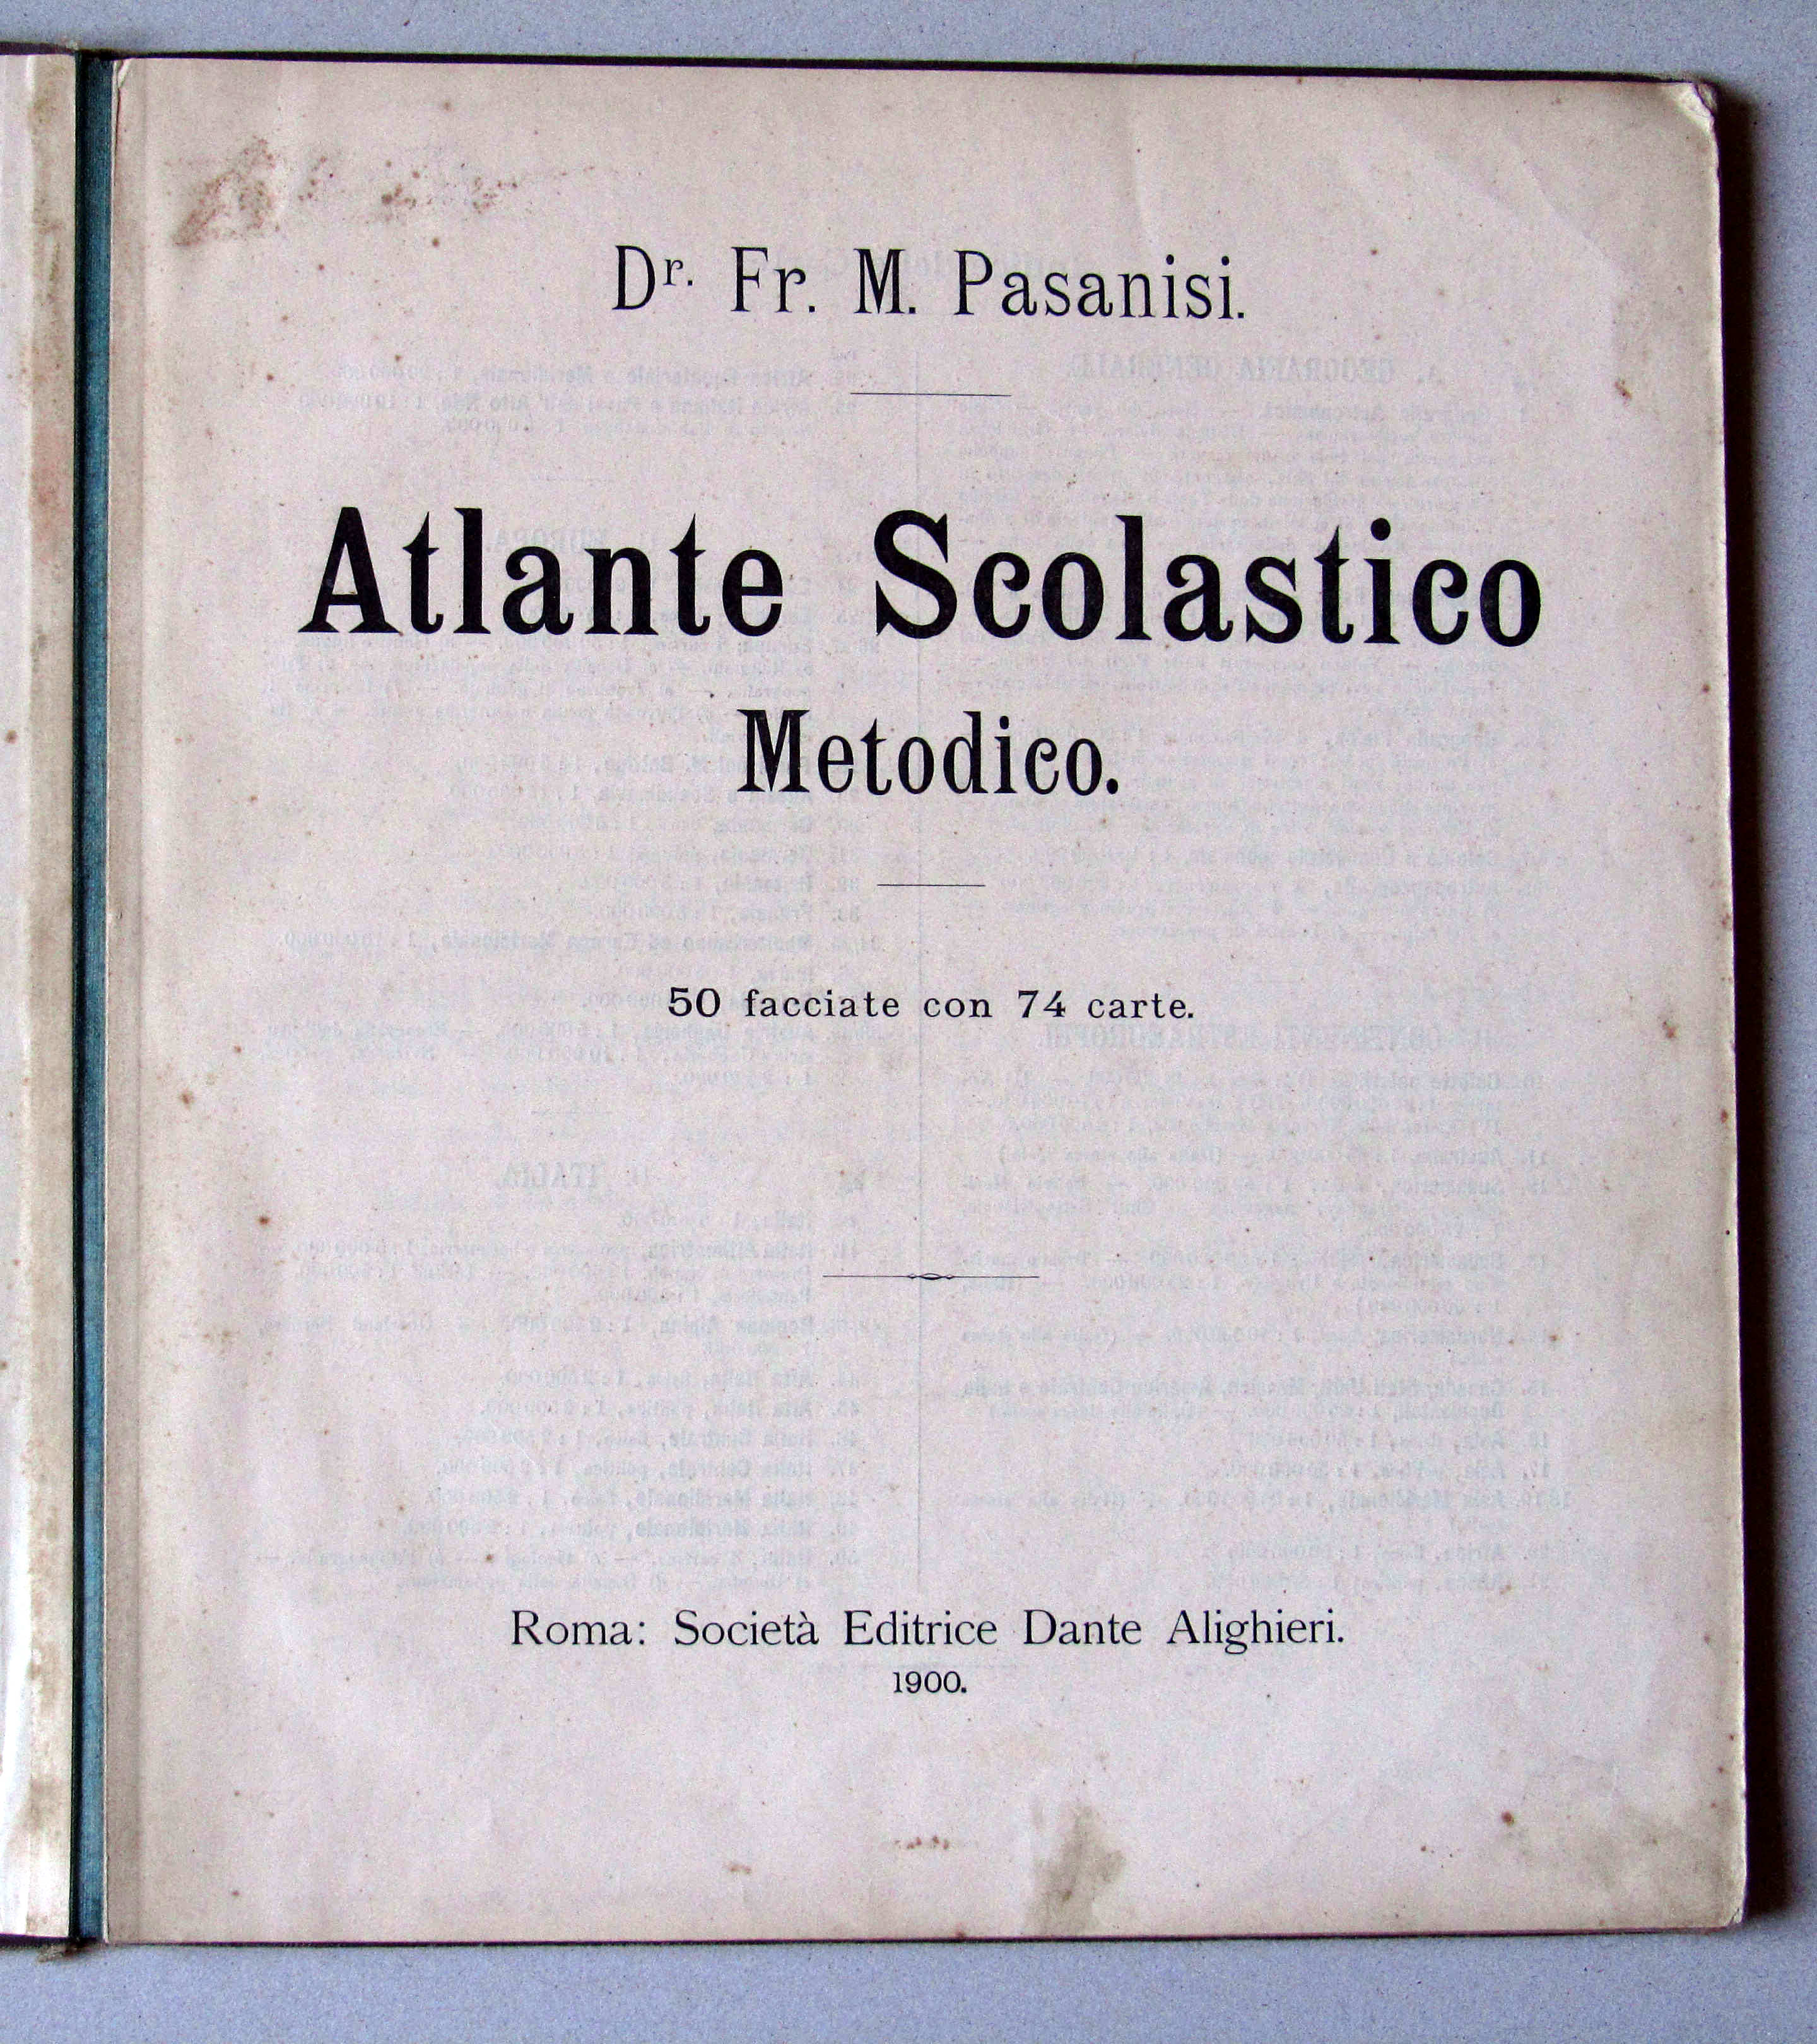 Dr. Fr. M. Pasanisi.
Atlante Scolastico
Metodico.
50 facciate con 74 carte.
Roma: Società Editrice Dante Alighieri.
1900.